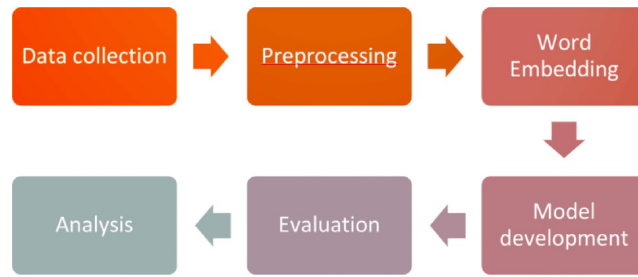 Data collection
Preprocessing
Word
Embedding
Model
development
Evaluation
Analysis